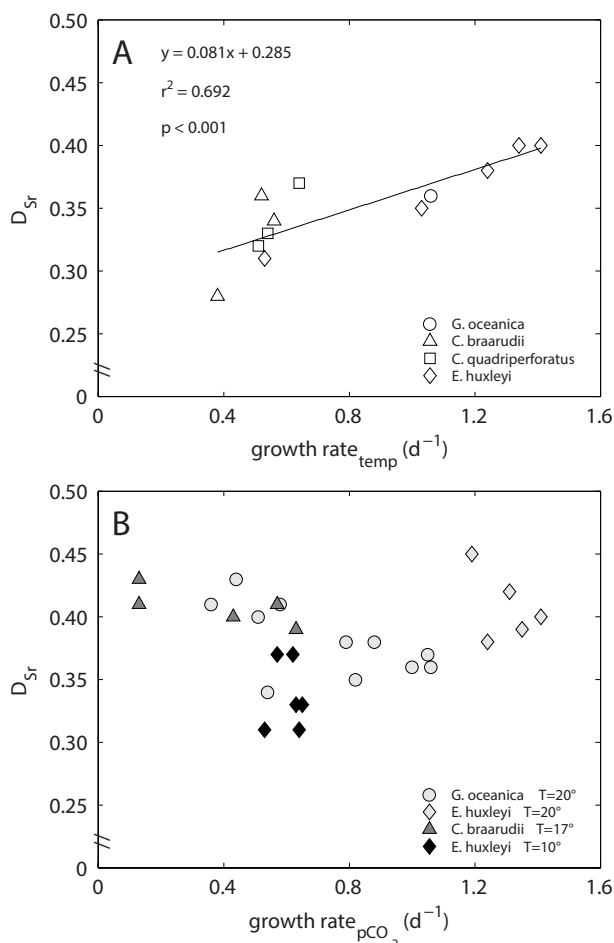 A
y = 0.081x + 0.285
r² = 0.692
p < 0.001
0.50
0.45
0.40
0.35
0.30
0.25
0
D_Sr
G. oceanica
C. braarudii
C. quadriperforatus
E. huxleyi
0 0.4 0.8 1.2 1.6
growth rate_temp (d⁻¹)
B
0.50
0.45
0.40
0.35
0.30
0.25
0
D_Sr
G. oceanica T=20°
E. huxleyi T=20°
C. braarudii T=17°
E. huxleyi T=10°
0 0.4 0.8 1.2 1.6
growth rate_pCO₂ (d⁻¹)